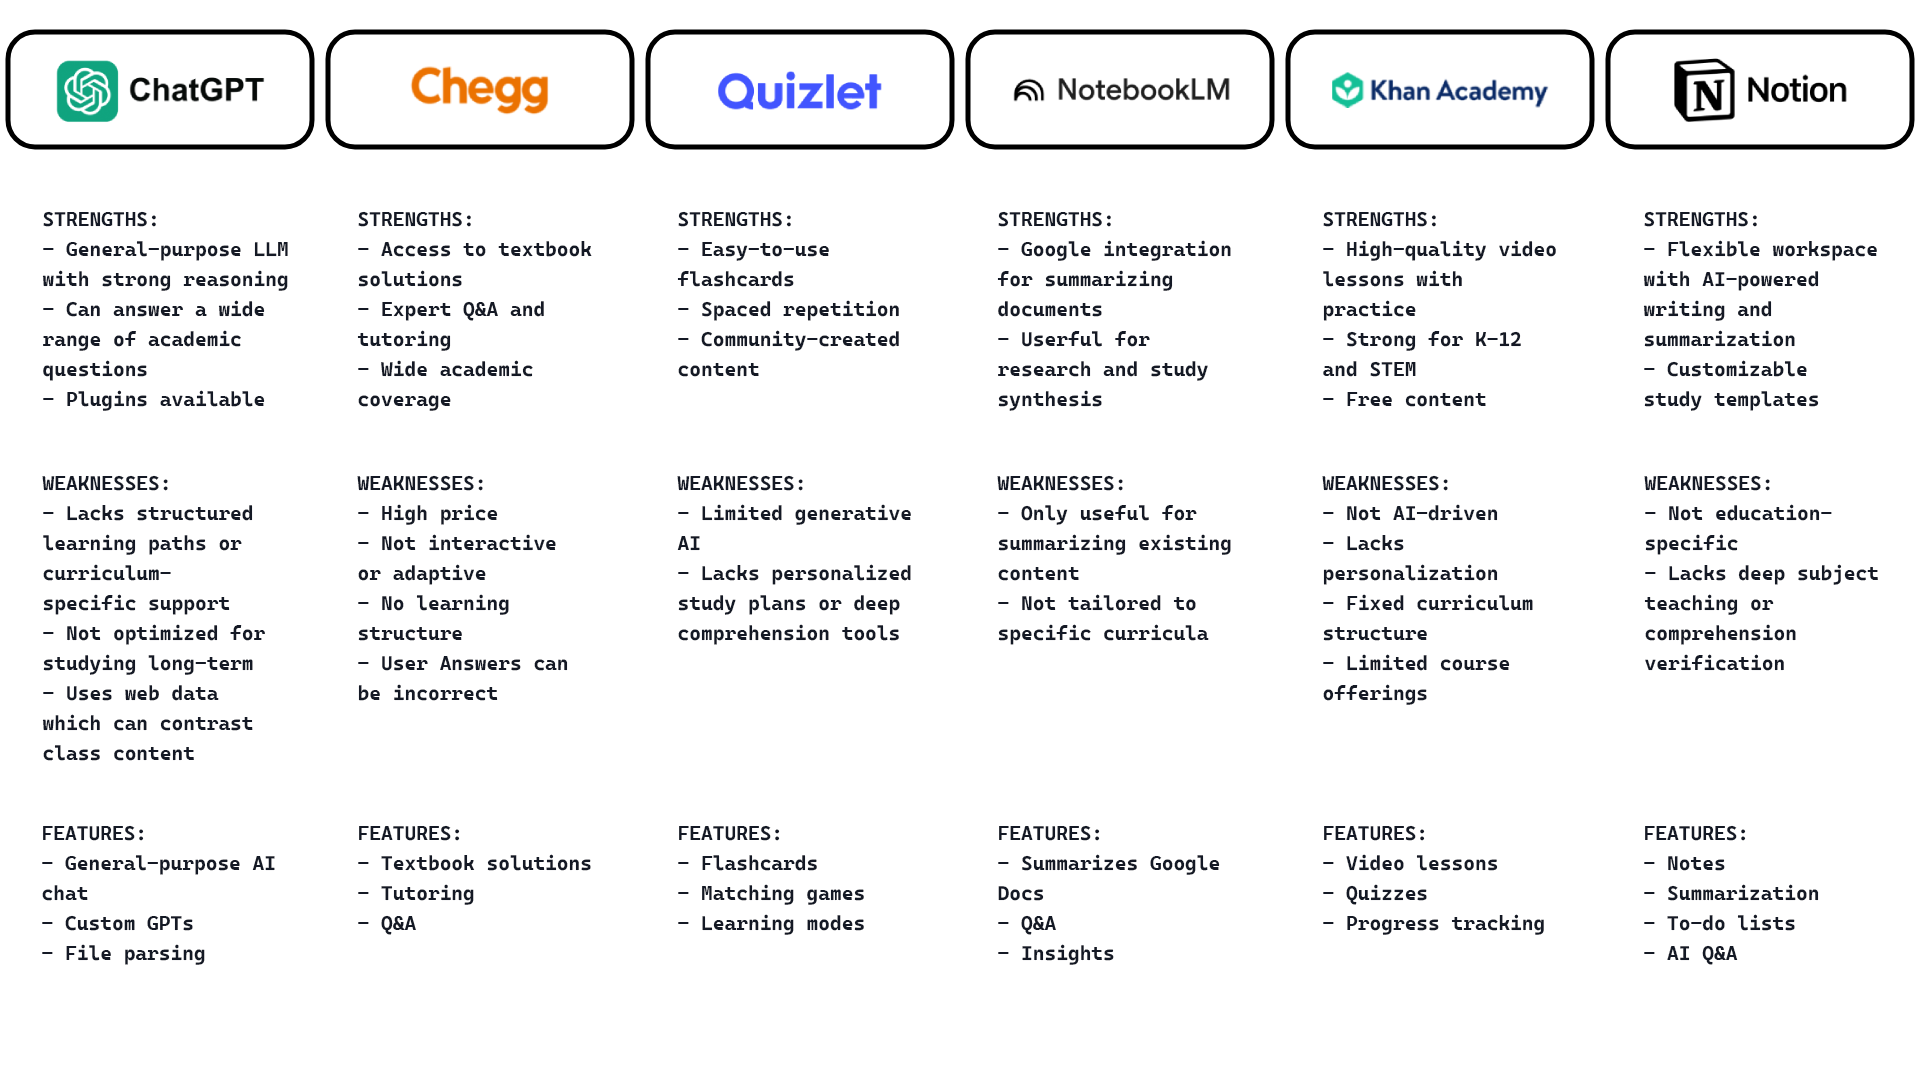 ChatGPT
Chegg
Quizlet
NotebookLM
Khan Academy
Notion
STRENGTHS:
- General-purpose LLM
with strong reasoning
- Can answer a wide
range of academic
questions
- Plugins available
STRENGTHS:
- Access to textbook
solutions
- Expert Q&A and
tutoring
- Wide academic
coverage
STRENGTHS:
- Easy-to-use
flashcards
- Spaced repetition
- Community-created
content
STRENGTHS:
- Google integration
for summarizing
documents
- Userful for
research and study
synthesis
STRENGTHS:
- High-quality video
lessons with
practice
- Strong for K-12
and STEM
- Free content
STRENGTHS:
- Flexible workspace
with AI-powered
writing and
summarization
- Customizable
study templates
WEAKNESSES:
- Lacks structured
learning paths or
curriculum-
specific support
- Not optimized for
studying long-term
- Uses web data
which can contrast
class content
WEAKNESSES:
- High price
- Not interactive
or adaptive
- No learning
structure
- User Answers can
be incorrect
WEAKNESSES:
- Limited generative
AI
- Lacks personalized
study plans or deep
comprehension tools
WEAKNESSES:
- Only useful for
summarizing existing
content
- Not tailored to
specific curricula
WEAKNESSES:
- Not AI-driven
- Lacks
personalization
- Fixed curriculum
structure
- Limited course
offerings
WEAKNESSES:
- Not education-
specific
- Lacks deep subject
teaching or
comprehension
verification
FEATURES:
- General-purpose AI
chat
- Custom GPTs
- File parsing
FEATURES:
- Textbook solutions
- Tutoring
- Q&A
FEATURES:
- Flashcards
- Matching games
- Learning modes
FEATURES:
- Summarizes Google
Docs
- Q&A
- Insights
FEATURES:
- Video lessons
- Quizzes
- Progress tracking
FEATURES:
- Notes
- Summarization
- To-do lists
- AI Q&A